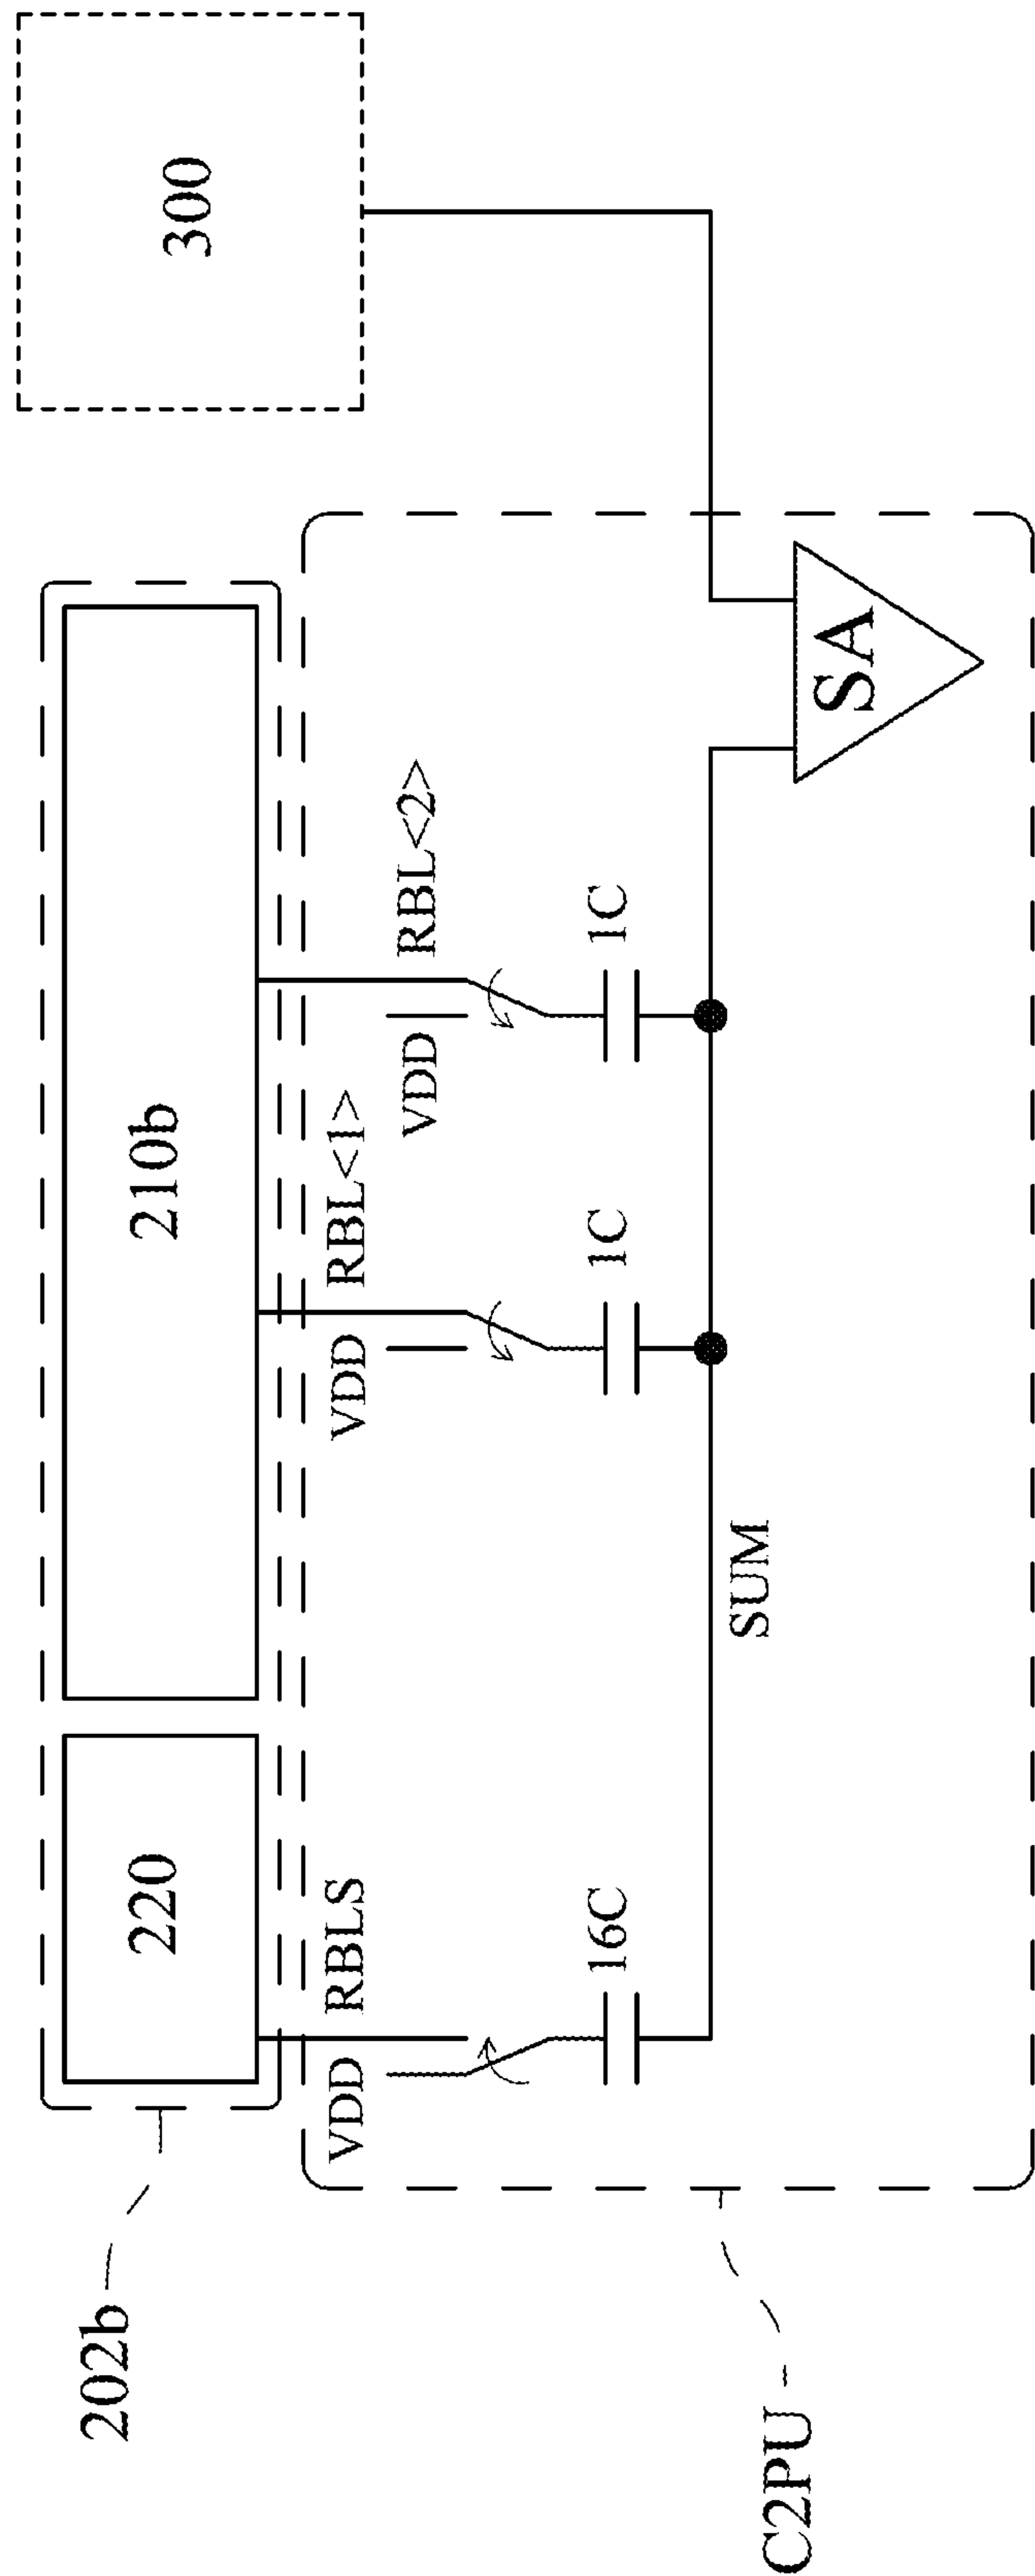 300
220
210b
202b
VDD
RBLS
VDD
RBL<1>
VDD
RBL<2>
16C
1C
1C
SUM
SA
C2PU